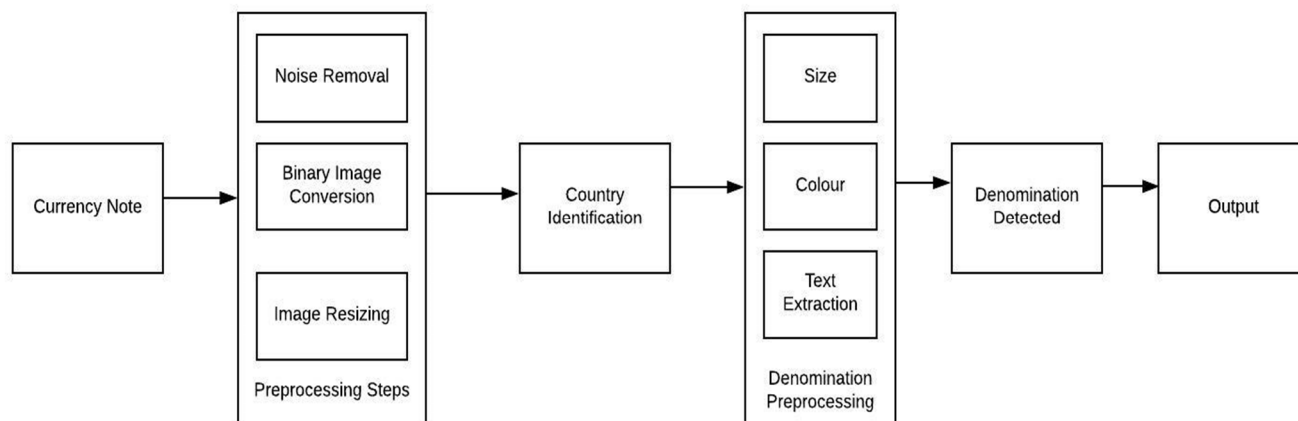 Currency Note
Noise Removal
Binary Image
Conversion
Image Resizing
Preprocessing Steps
Country
Identification
Size
Colour
Text
Extraction
Denomination
Preprocessing
Denomination
Detected
Output